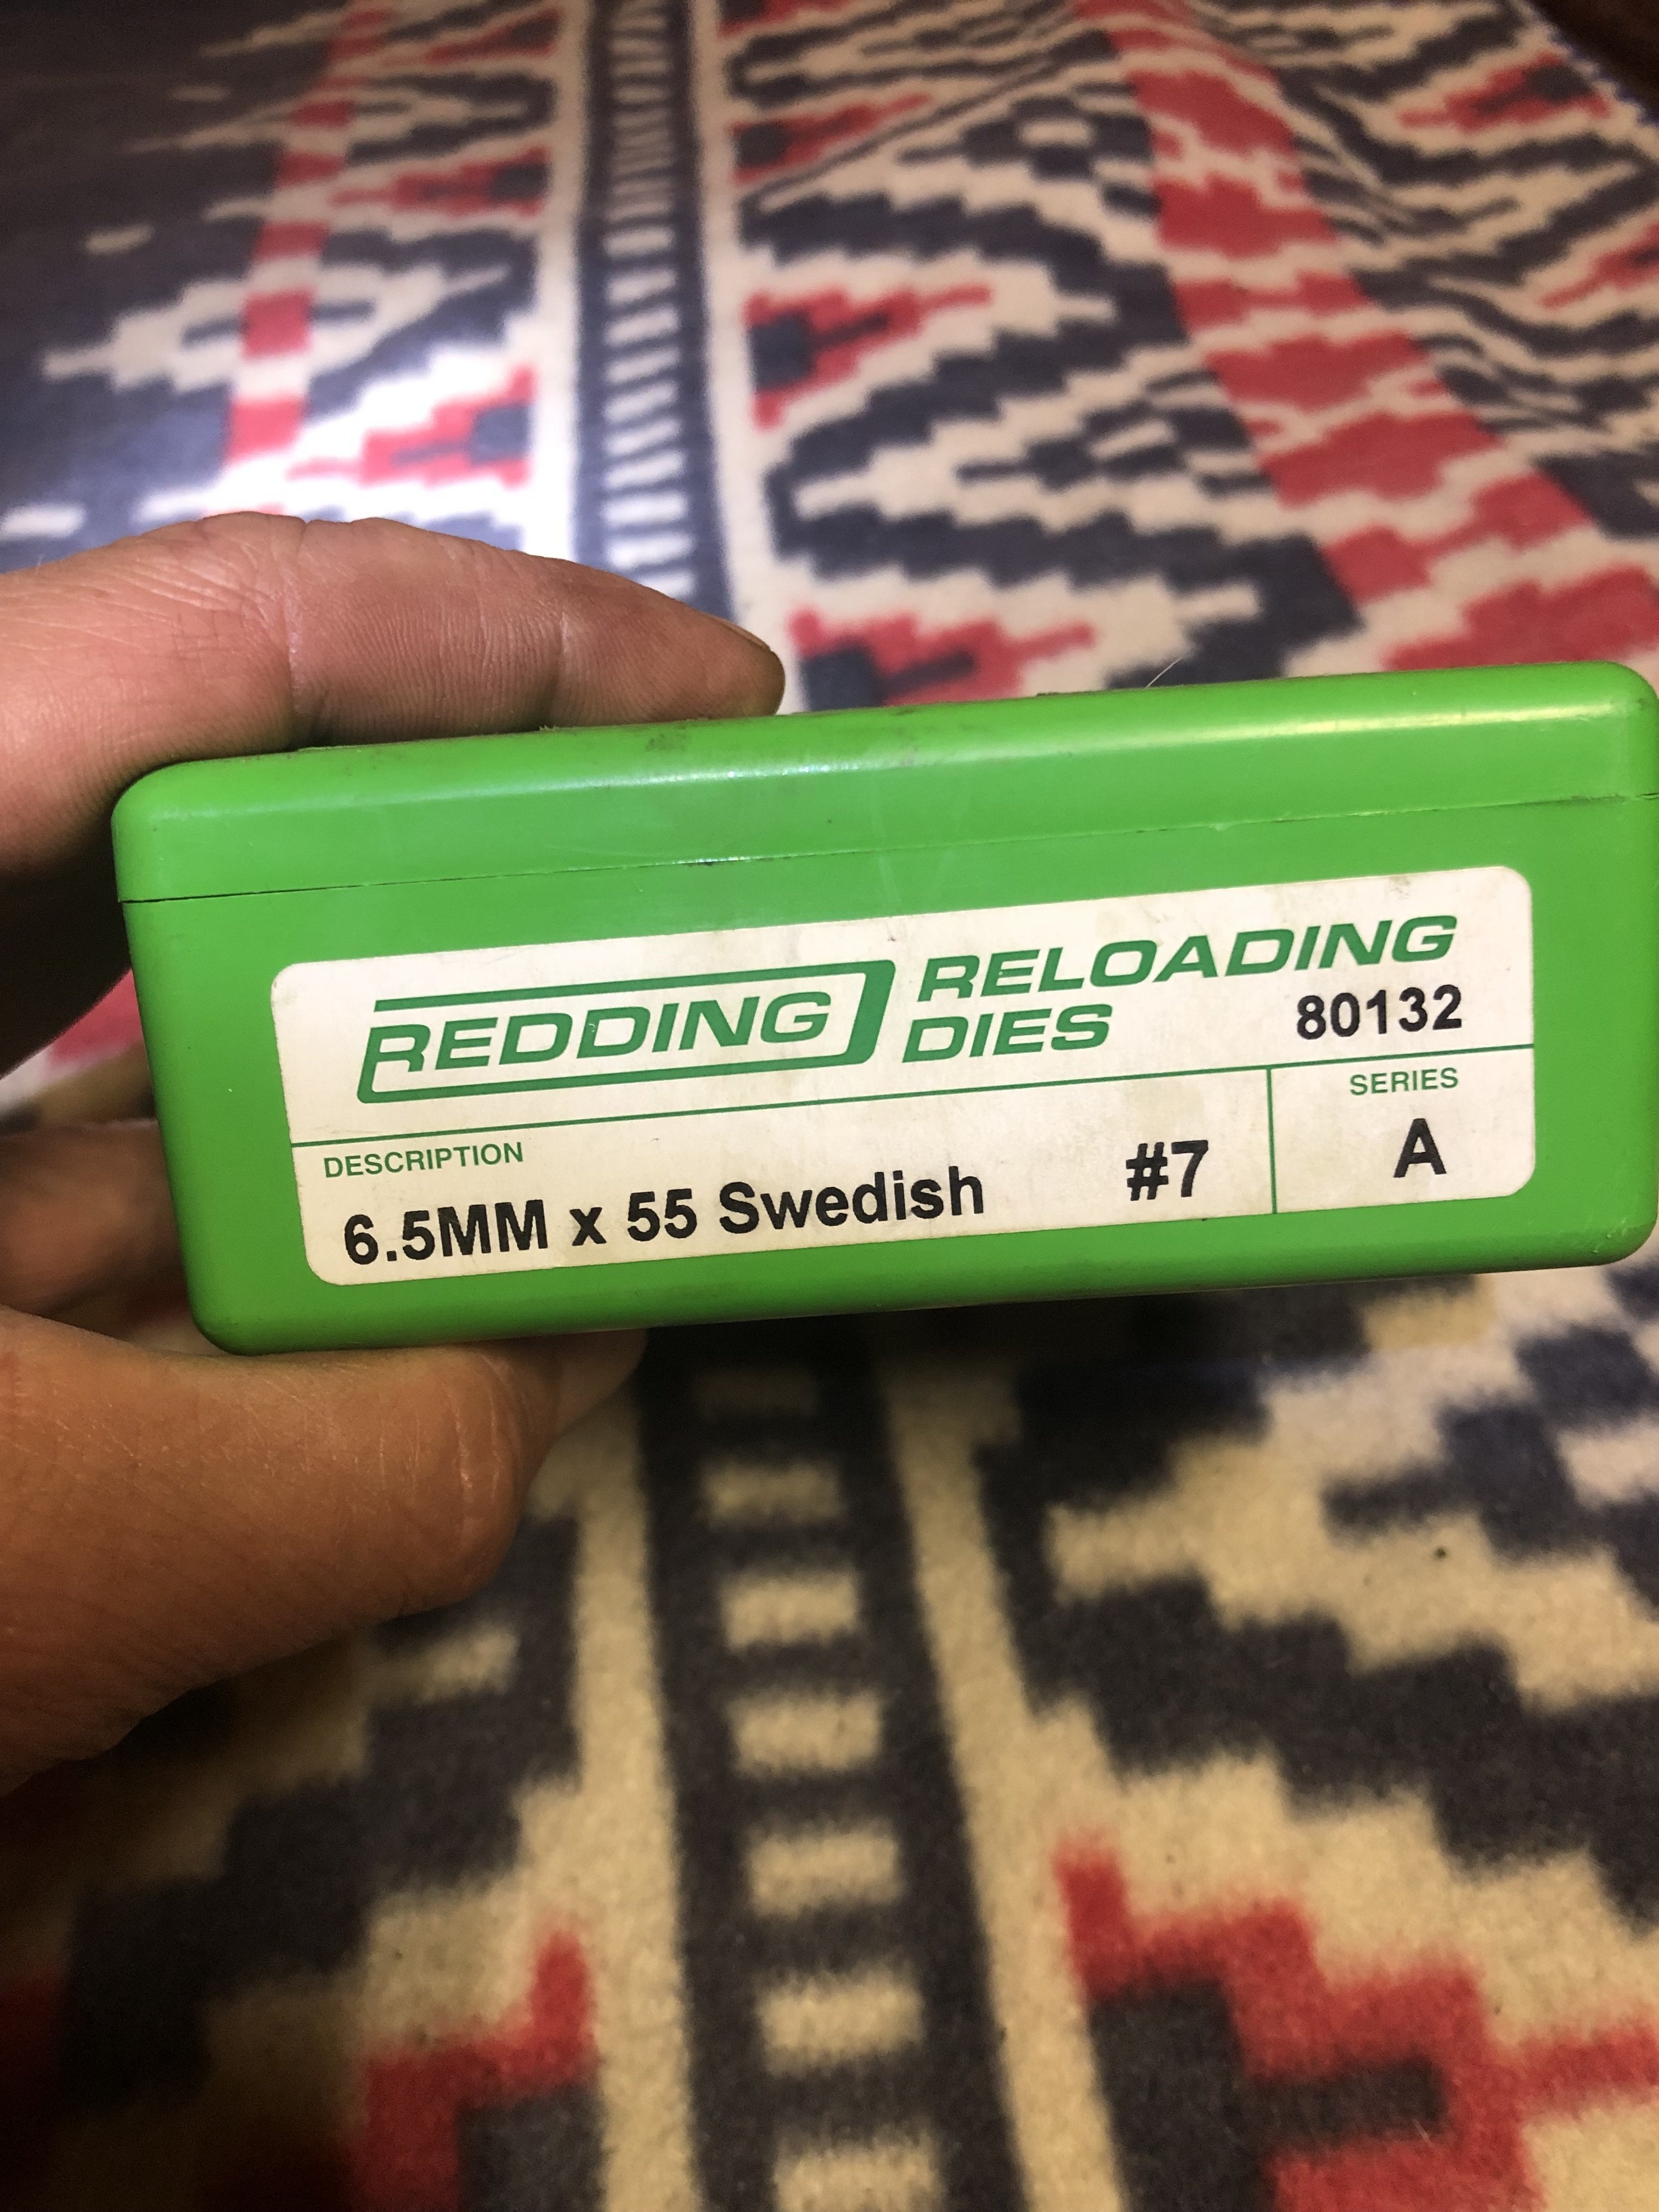 REDDING RELOADING
DIES 80132
DESCRIPTION
6.5MM x 55 Swedish #7
SERIES
A